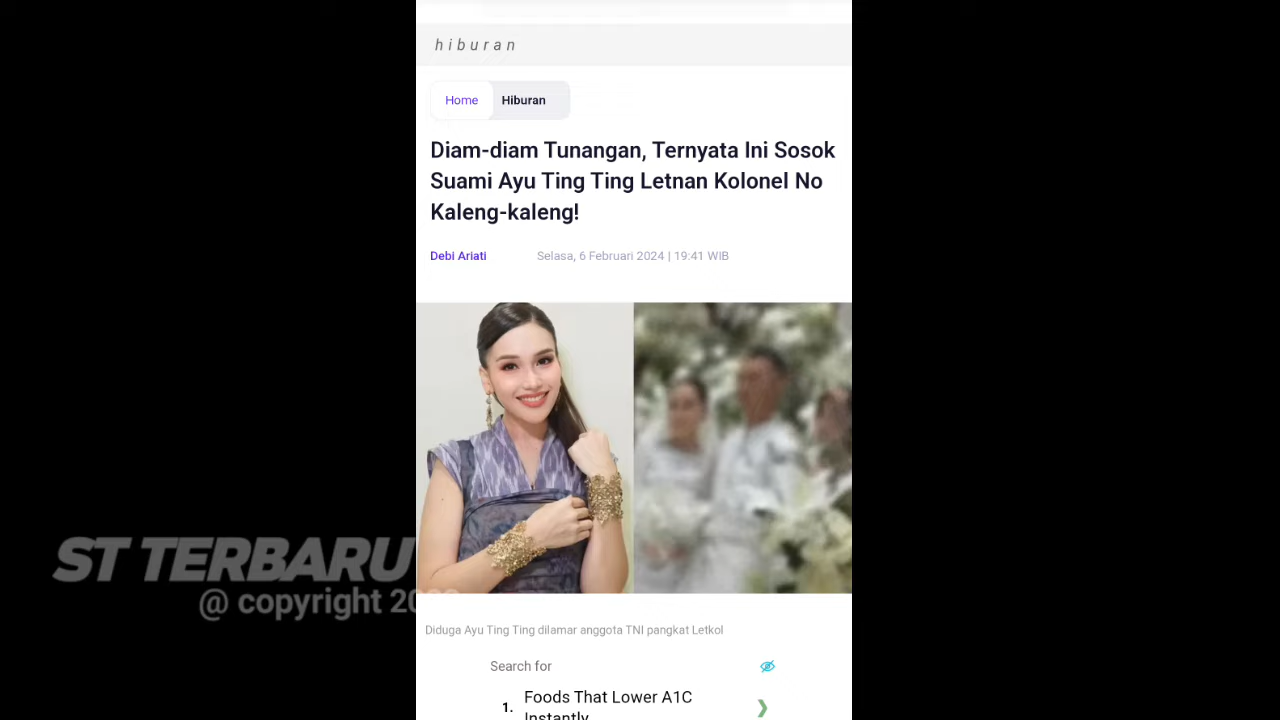 hiburan
Home Hiburan
Diam-diam Tunangan, Ternyata Ini Sosok
Suami Ayu Ting Ting Letnan Kolonel No
Kaleng-kaleng!
Debi Ariati Selasa, 6 Februari 2024 | 19:41 WIB
ST TERBARU
@ copyright
Diduga Ayu Ting Ting dilamar anggota TNI pangkat Letkol
Search for
1. Foods That Lower A1C
Instantly